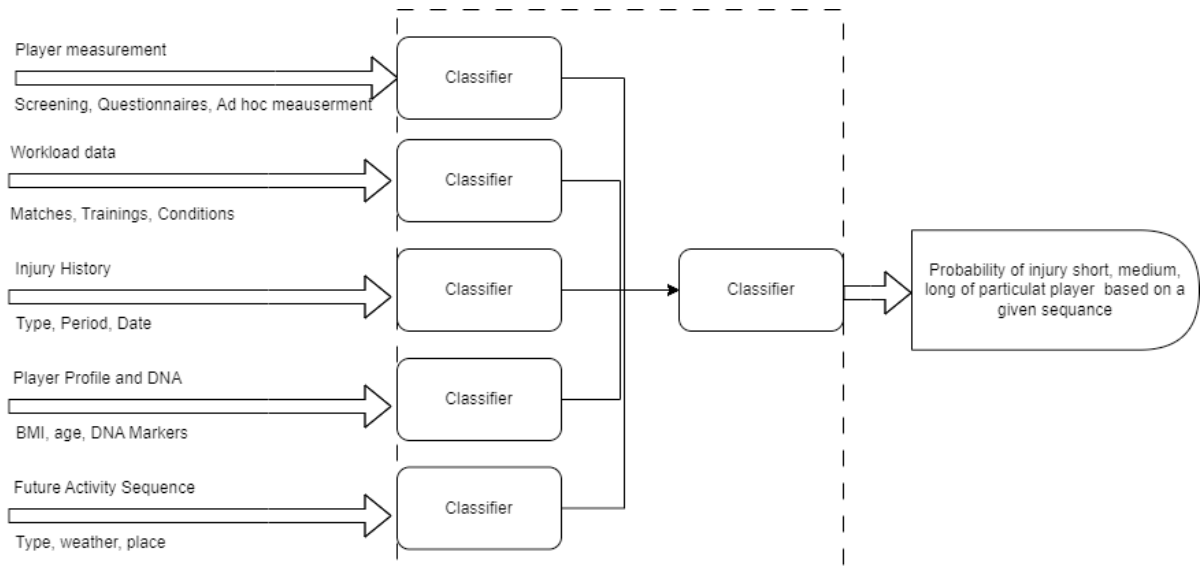 Player measurement
Classifier
Screening, Questionnaires, Ad hoc meauserment
Workload data
Classifier
Matches, Trainings, Conditions
Injury History
Classifier
Type, Period, Date
Classifier
Probability of injury short, medium,
long of particulat player based on a
given sequance
Player Profile and DNA
Classifier
BMI, age, DNA Markers
Future Activity Sequence
Classifier
Type, weather, place